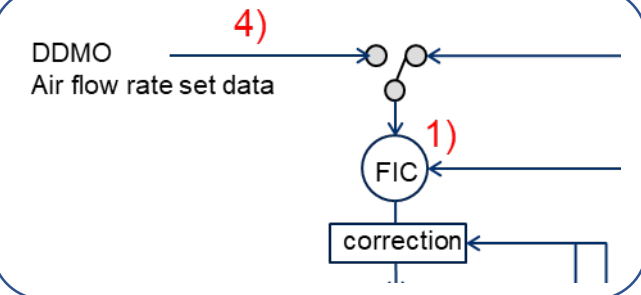 4)
DDMO
Air flow rate set data
1)
FIC
correction